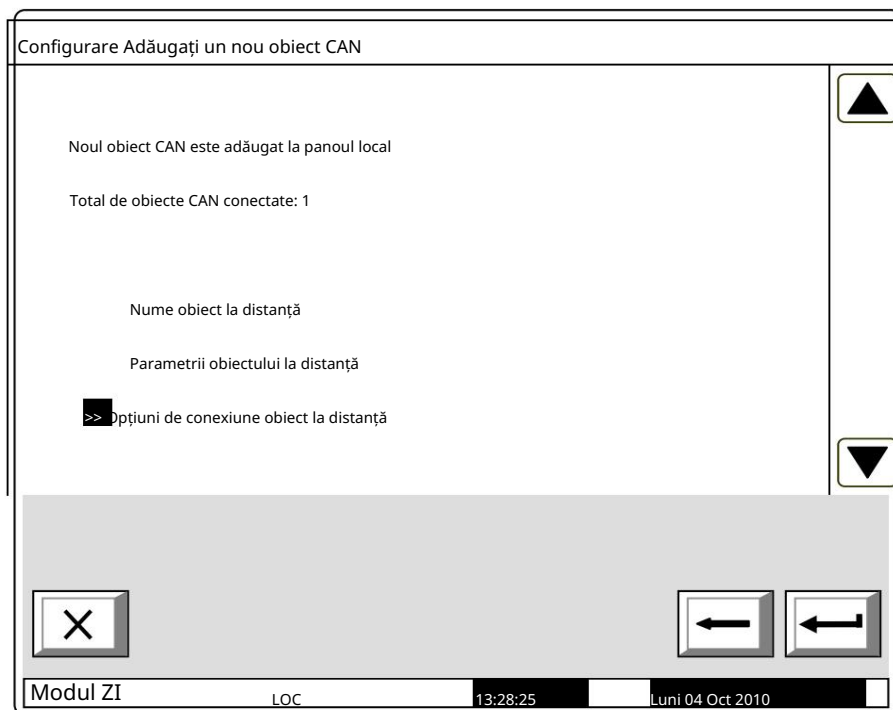 Configurare Adăugați un nou obiect CAN
Noul obiect CAN este adăugat la panoul local
Total de obiecte CAN conectate: 1
Nume obiect la distanță
Parametrii obiectului la distanță
>> Opțiuni de conexiune obiect la distanță
Modul ZI LOC 13:28:25 Luni 04 Oct 2010